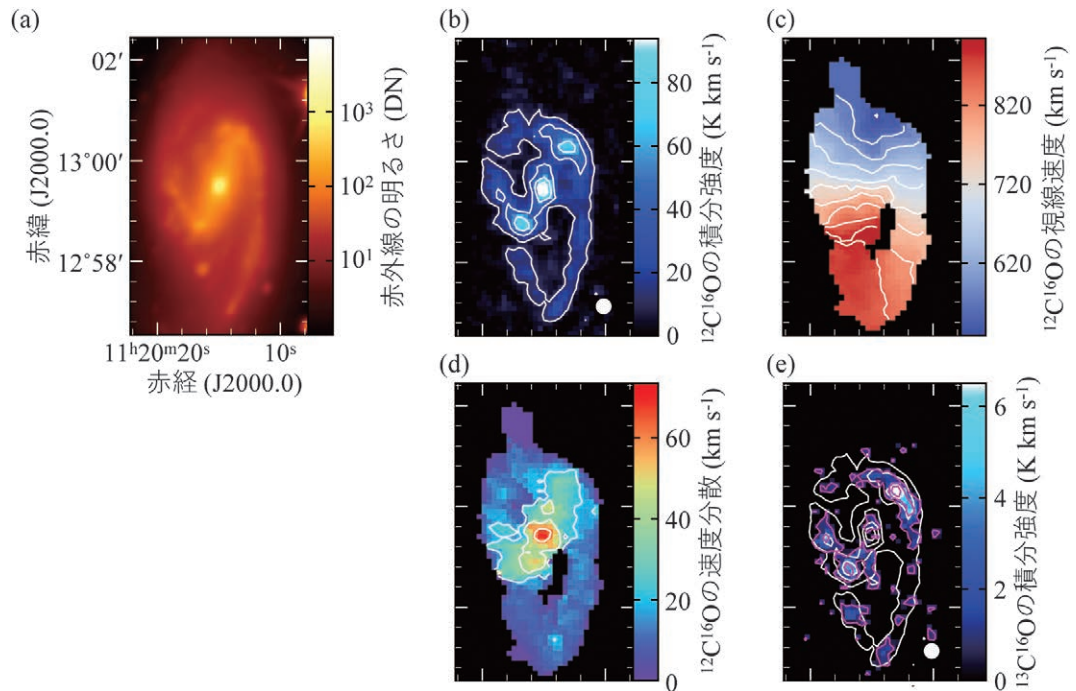 (a)
02′
13°00′
12°58′
赤緯 (J2000.0)
11ʰ20ᵐ20ˢ
10ˢ
赤経 (J2000.0)
10³
10²
10¹
赤外線の明るさ (DN)
(b)
80
60
40
20
0
¹²C¹⁶Oの積分強度 (K km s⁻¹)
(c)
820
720
620
¹²C¹⁶Oの視線速度 (km s⁻¹)
(d)
60
40
20
0
¹²C¹⁶Oの速度分散 (km s⁻¹)
(e)
6
4
2
0
¹³C¹⁶Oの積分強度 (K km s⁻¹)